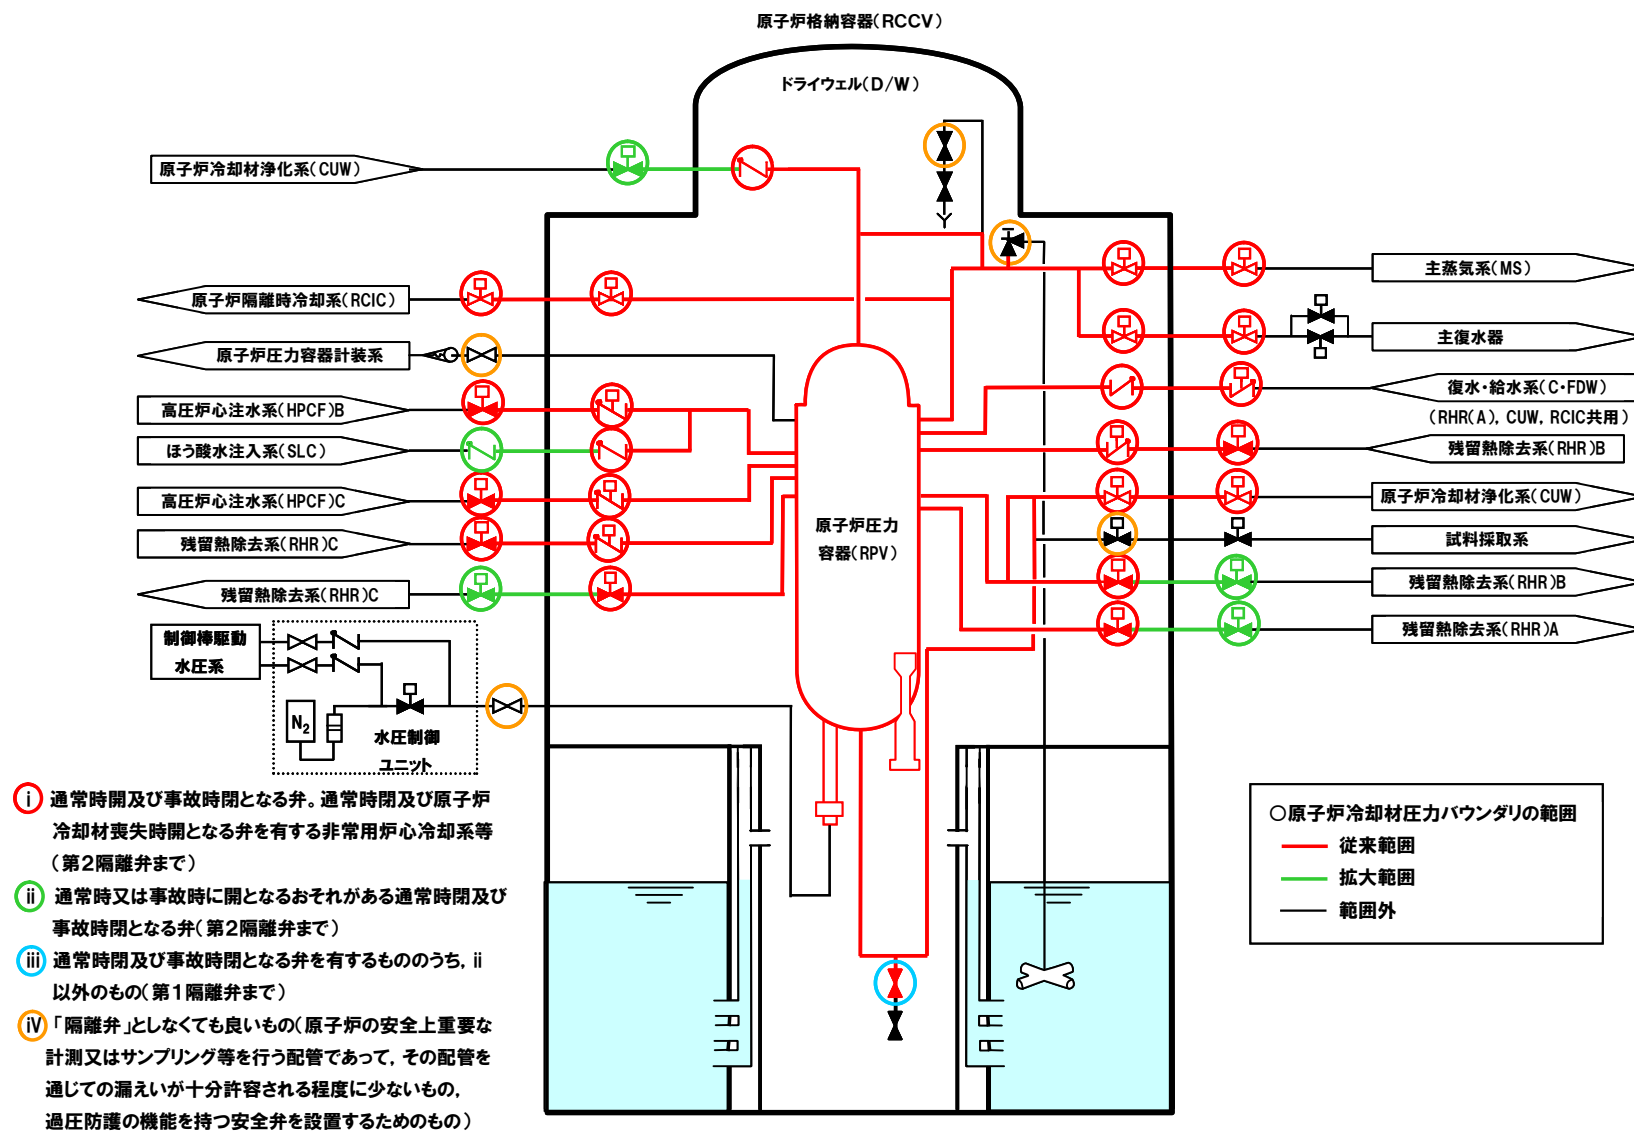 原子炉格納容器(RCCV)
ドライウェル(D/W)
原子炉冷却材浄化系(CUW)
原子炉隔離時冷却系(RCIC)
原子炉圧力容器計装系
高圧炉心注水系(HPCF)B
ほう酸水注入系(SLC)
高圧炉心注水系(HPCF)C
残留熱除去系(RHR)C
残留熱除去系(RHR)C
制御棒駆動
水圧系
N2
水圧制御
ユニット
原子炉圧力
容器(RPV)
主蒸気系(MS)
主復水器
復水・給水系(C・FDW)
(RHR(A), CUW, RCIC共用)
残留熱除去系(RHR)B
原子炉冷却材浄化系(CUW)
試料採取系
残留熱除去系(RHR)B
残留熱除去系(RHR)A
i 通常時開及び事故時閉となる弁。通常時閉及び原子炉
冷却材喪失時開となる弁を有する非常用炉心冷却系等
(第2隔離弁まで)
ii 通常時又は事故時に開となるおそれがある通常時閉及び
事故時閉となる弁(第2隔離弁まで)
iii 通常時閉及び事故時閉となる弁を有するもののうち, ii
以外のもの(第1隔離弁まで)
iV 「隔離弁」としなくても良いもの(原子炉の安全上重要な
計測又はサンプリング等を行う配管であって, その配管を
通じての漏えいが十分許容される程度に少ないもの,
過圧防護の機能を持つ安全弁を設置するためのもの)
○原子炉冷却材圧力バウンダリの範囲
従来範囲
拡大範囲
範囲外